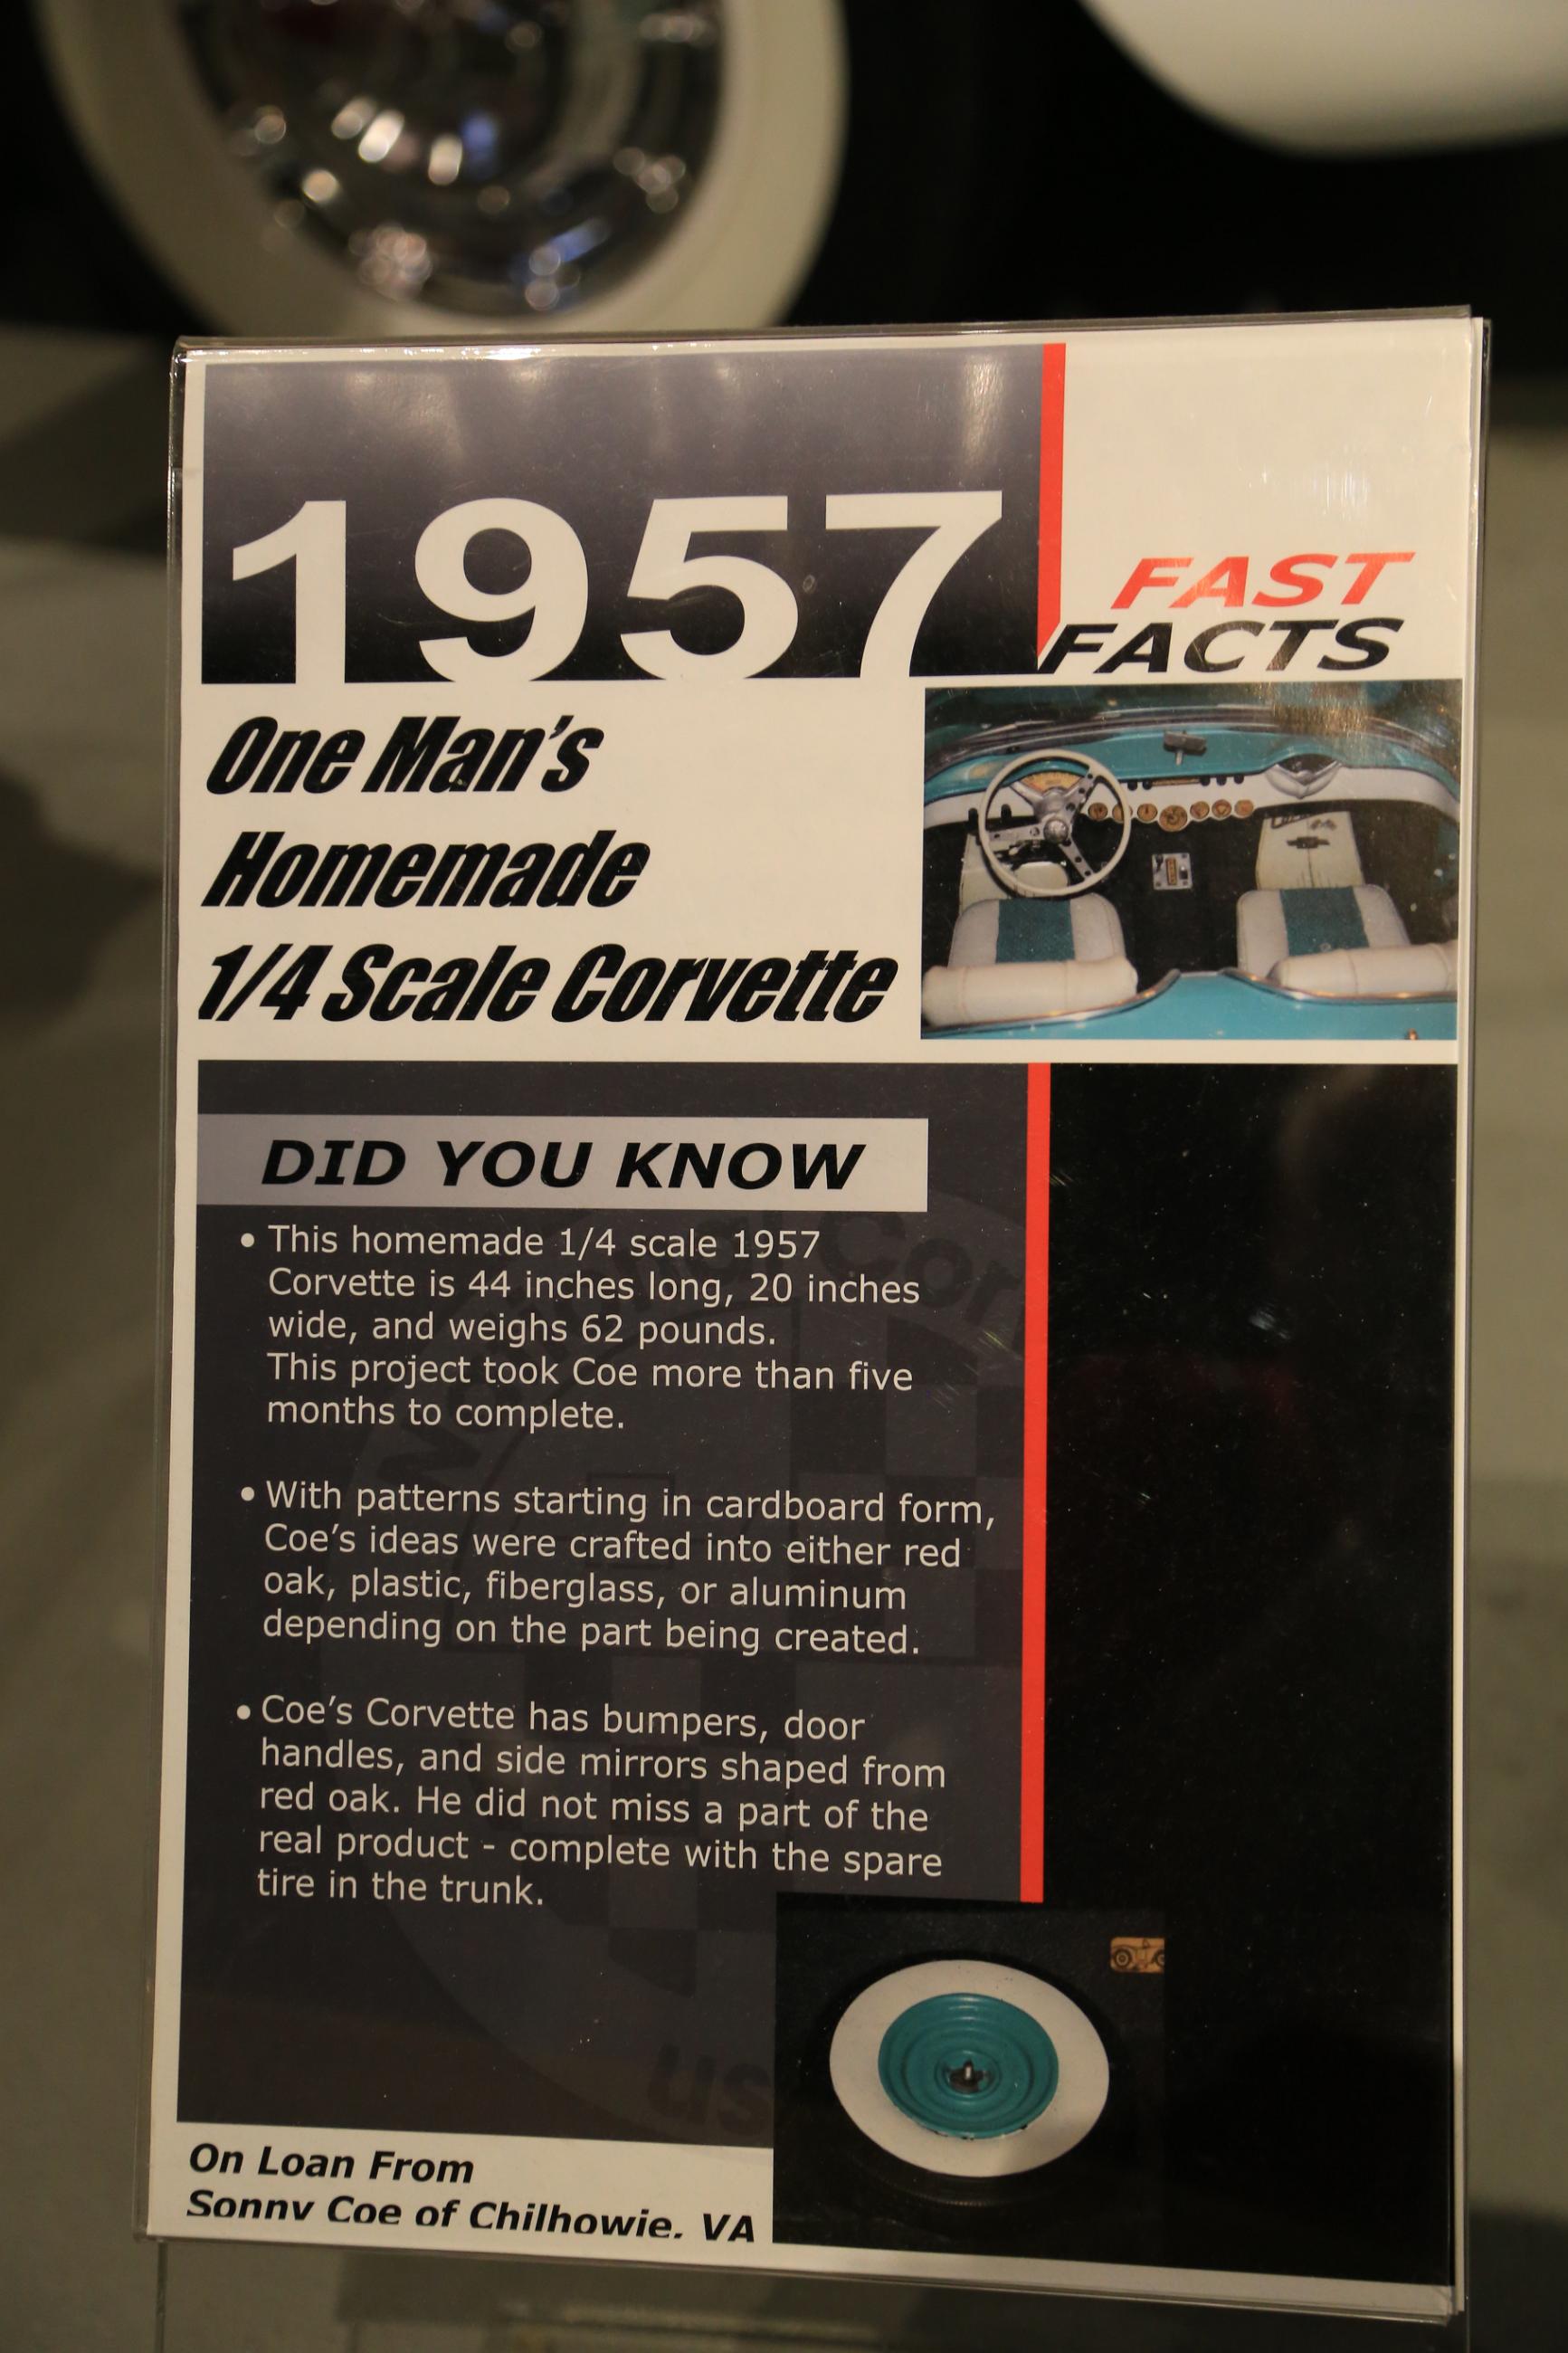 1957
FAST
FACTS
One Man's
Homemade
1/4 Scale Corvette
DID YOU KNOW
• This homemade 1/4 scale 1957
Corvette is 44 inches long, 20 inches
wide, and weighs 62 pounds.
This project took Coe more than five
months to complete.
• With patterns starting in cardboard form,
Coe's ideas were crafted into either red
oak, plastic, fiberglass, or aluminum
depending on the part being created.
• Coe's Corvette has bumpers, door
handles, and side mirrors shaped from
red oak. He did not miss a part of the
real product - complete with the spare
tire in the trunk.
On Loan From
Sonny Coe of Chilhowie, VA